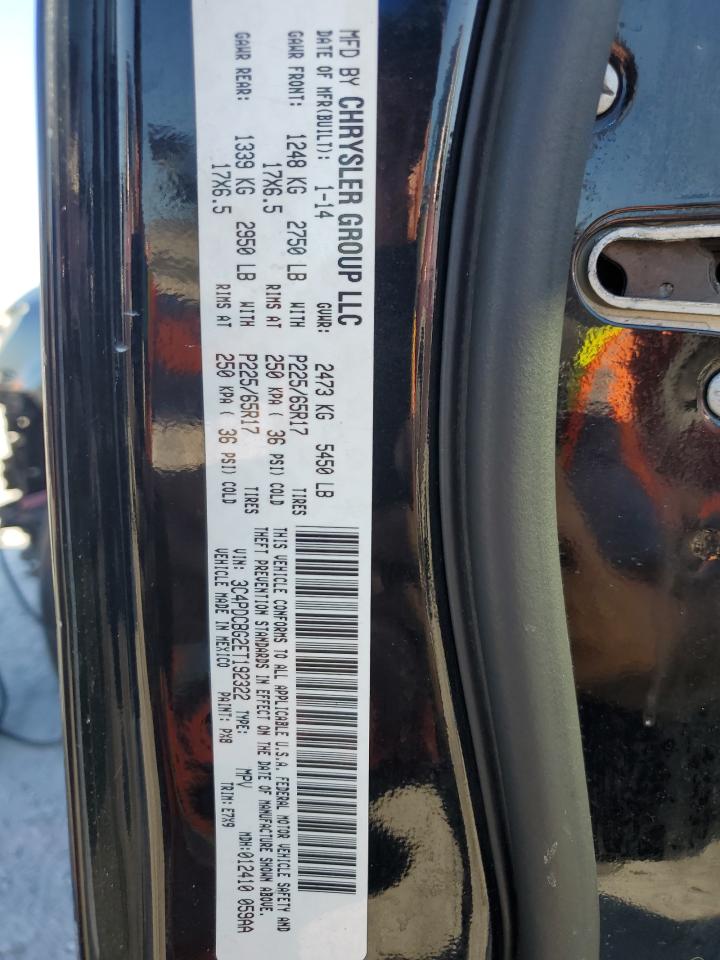 MFD BY CHRYSLER GROUP LLC
DATE OF MFR(BUILT): 1-14 GVWR: 2473 KG 5450 LB
GAWR FRONT: 1248 KG 2750 LB WITH P225/65R17 TIRES
17X6.5 RIMS AT 250 KPA ( 36 PSI) COLD
GAWR REAR: 1339 KG 2950 LB WITH P225/65R17 TIRES
17X6.5 RIMS AT 250 KPA ( 36 PSI) COLD
THIS VEHICLE CONFORMS TO ALL APPLICABLE U.S.A. FEDERAL MOTOR VEHICLE SAFETY AND
THEFT PREVENTION STANDARDS IN EFFECT ON THE DATE OF MANUFACTURE SHOWN ABOVE.
VIN: 3C4PDCBG2ET192322 TYPE: MPV MDH:012410 059AA
VEHICLE MADE IN MEXICO PAINT: PX8 TRIM: E7X9